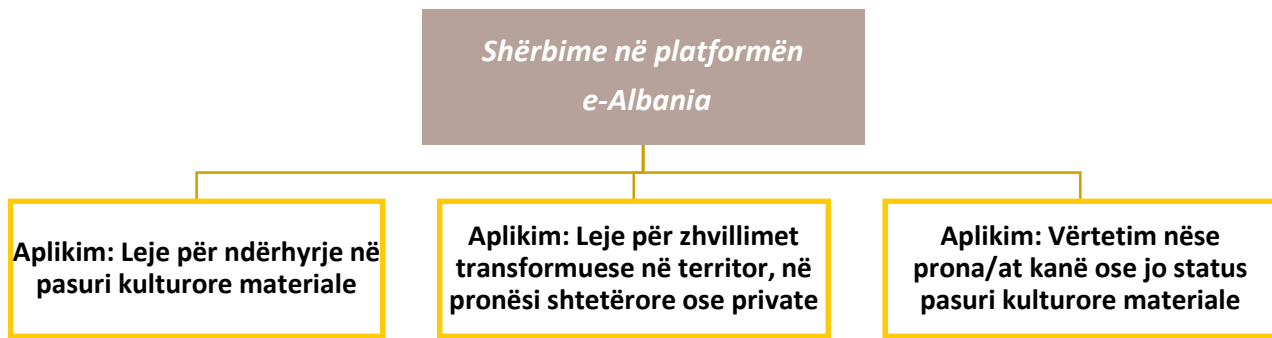 Shërbime në platformën
e-Albania
Aplikim: Leje për ndërhyrje në
pasuri kulturore materiale
Aplikim: Leje për zhvillimet
transformuese në territor, në
pronësi shtetërore ose private
Aplikim: Vërtetim nëse
prona/at kanë ose jo status
pasuri kulturore materiale